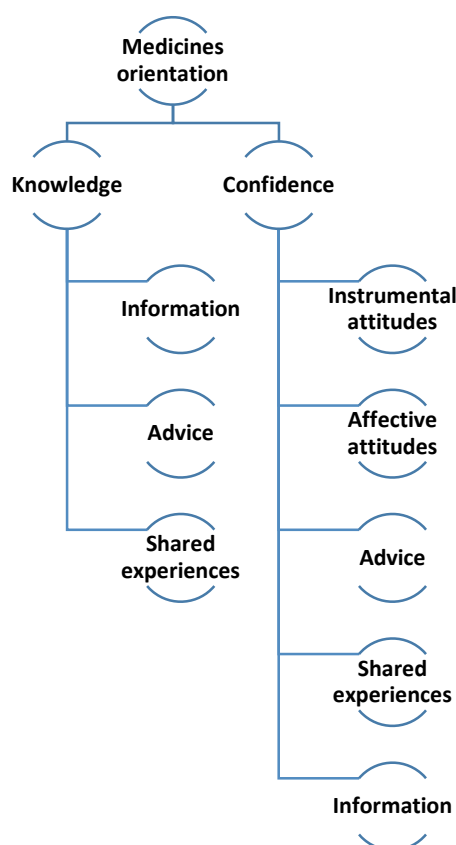 Medicines
orientation
Knowledge
Confidence
Information
Advice
Shared
experiences
Instrumental
attitudes
Affective
attitudes
Advice
Shared
experiences
Information